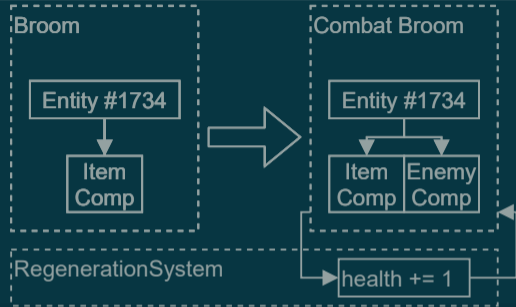 Broom
Entity #1734
Item
Comp
Combat Broom
Entity #1734
Item
Comp
Enemy
Comp
RegenerationSystem
health += 1